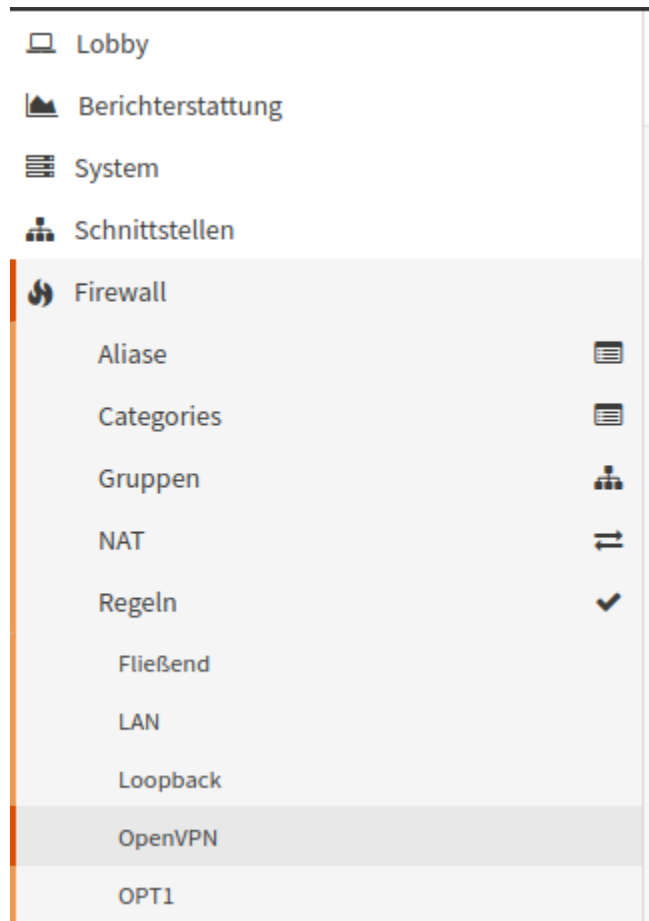 Lobby
Berichterstattung
System
Schnittstellen
Firewall
Aliase
Categories
Gruppen
NAT
Regeln
Fließend
LAN
Loopback
OpenVPN
OPT1